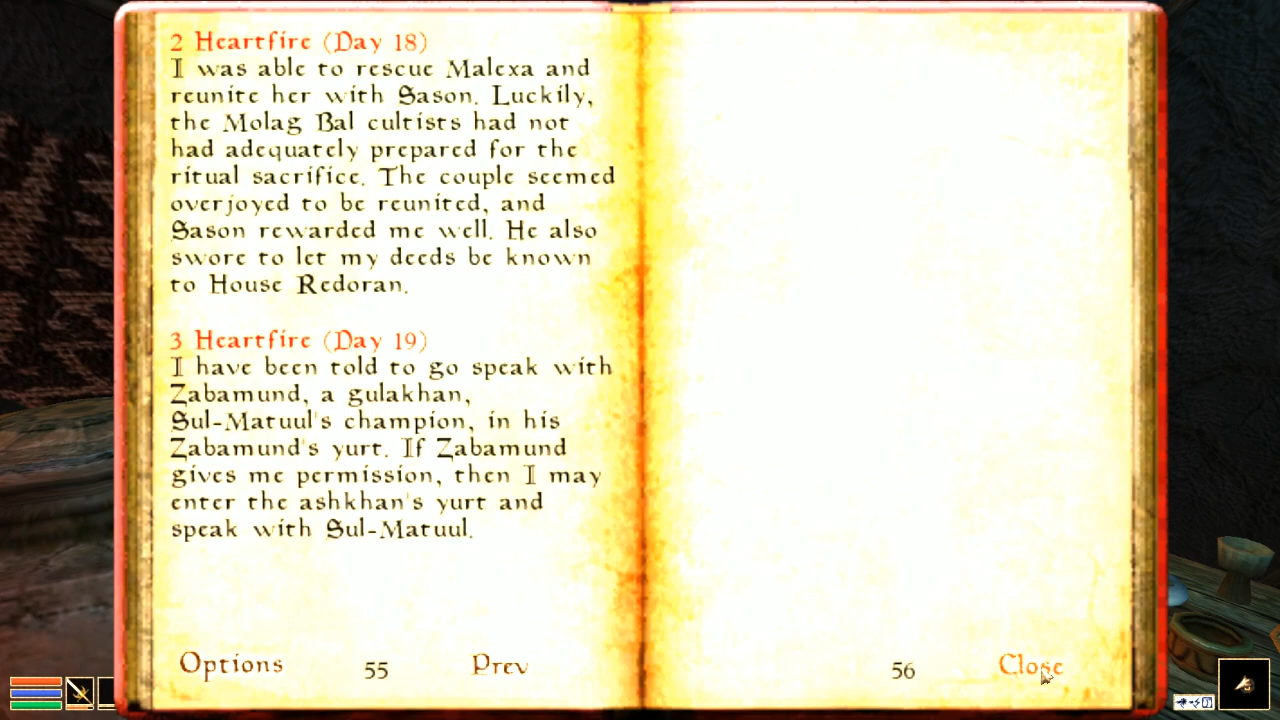 2 Heartfire (Day 18)
I was able to rescue Malexa and
reunite her with Sason. Luckily,
the Molag Bal cultists had not
had adequately prepared for the
ritual sacrifice. The couple seemed
overjoyed to be reunited, and
Sason rewarded me well. He also
swore to let my deeds be known
to House Redoran.
3 Heartfire (Day 19)
I have been told to go speak with
Zabamund, a gulakhan,
Sul-Matuul's champion, in his
Zabamund's yurt. If Zabamund
gives me permission, then I may
enter the ashkhan's yurt and
speak with Sul-Matuul.
Options 55 Prev 56 Close